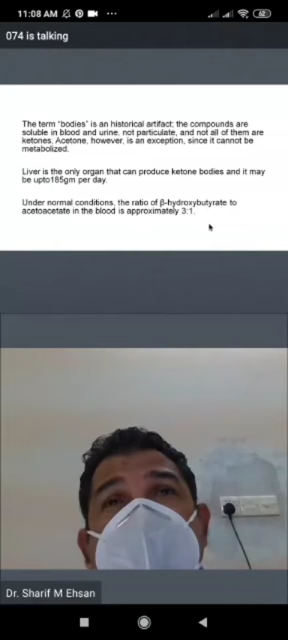 11:08 AM
62
074 is talking
The term "bodies" is an historical artifact; the compounds are
soluble in blood and urine, not particulate, and not all of them are
ketones. Acetone, however, is an exception, since it cannot be
metabolized.
Liver is the only organ that can produce ketone bodies and it may
be upto185gm per day.
Under normal conditions, the ratio of β-hydroxybutyrate to
acetoacetate in the blood is approximately 3:1.
Dr. Sharif M Ehsan